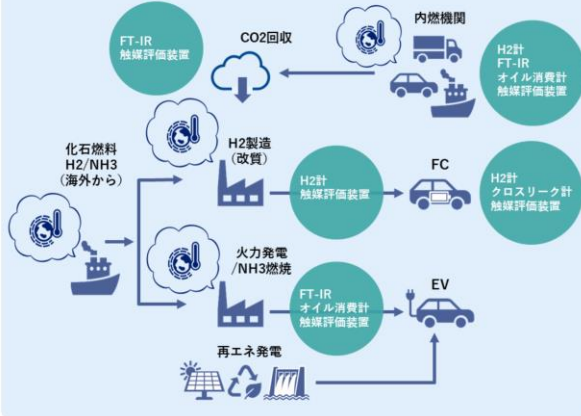 FT-IR
触媒評価装置
CO2回収
内燃機関
H2計
FT-IR
オイル消費計
触媒評価装置
化石燃料
H2/NH3
(海外から)
H2製造
(改質)
H2計
触媒評価装置
FC
H2計
クロスリーク計
触媒評価装置
火力発電
/NH3燃焼
FT-IR
オイル消費計
触媒評価装置
EV
再エネ発電